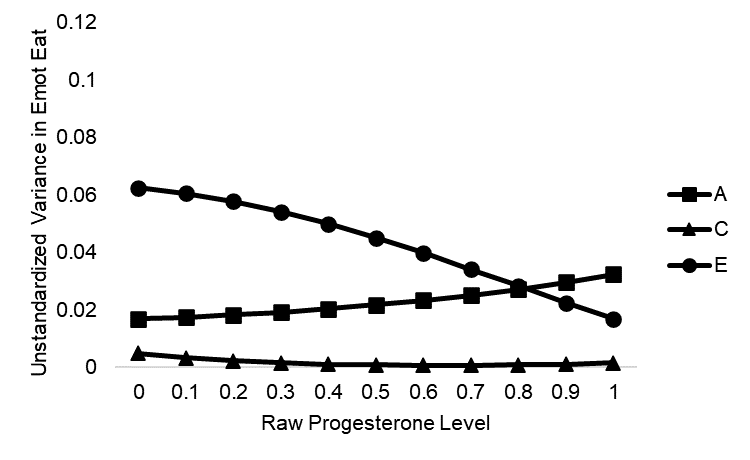 Unstandardized Variance in Emot Eat
0.12
0.1
0.08
0.06
0.04
0.02
0
0 0.1 0.2 0.3 0.4 0.5 0.6 0.7 0.8 0.9 1
Raw Progesterone Level
A
C
E